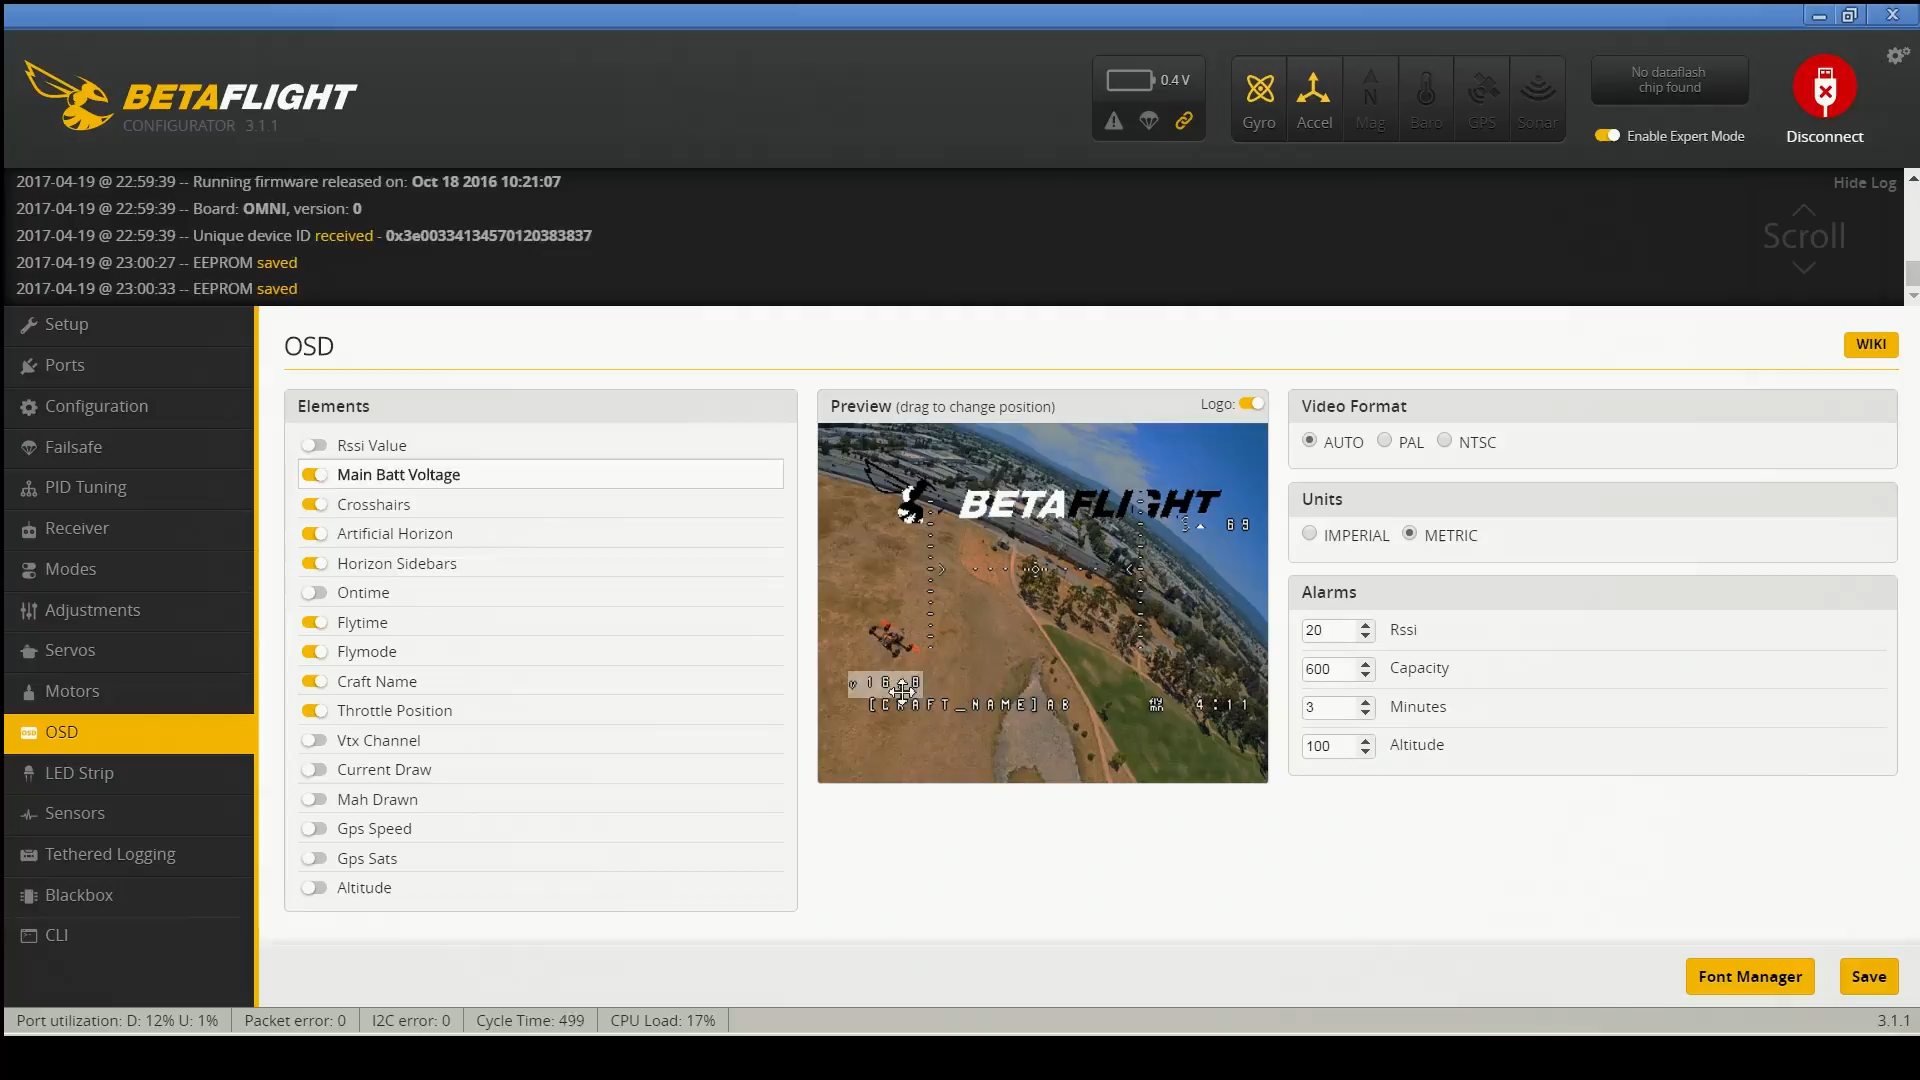 BETAFLIGHT
CONFIGURATOR 3.1.1
0.4 V
Gyro
Accel
Mag
Baro
GPS
Sonar
No dataflash
chip found
Enable Expert Mode
Disconnect
2017-04-19 @ 22:59:39 -- Running firmware released on: Oct 18 2016 10:21:07
2017-04-19 @ 22:59:39 -- Board: OMNI, version: 0
2017-04-19 @ 22:59:39 -- Unique device ID received - 0x3e00334134570120383837
2017-04-19 @ 23:00:27 -- EEPROM saved
2017-04-19 @ 23:00:33 -- EEPROM saved
Hide Log
Scroll
Setup
Ports
Configuration
Failsafe
PID Tuning
Receiver
Modes
Adjustments
Servos
Motors
OSD
LED Strip
Sensors
Tethered Logging
Blackbox
CLI
OSD
WIKI
Elements
Rssi Value
Main Batt Voltage
Crosshairs
Artificial Horizon
Horizon Sidebars
Ontime
Flytime
Flymode
Craft Name
Throttle Position
Vtx Channel
Current Draw
Mah Drawn
Gps Speed
Gps Sats
Altitude
Preview (drag to change position)
Logo:
BETAFLIGHT
69
[CRAFT_NAME]AB
4:11
Video Format
AUTO
PAL
NTSC
Units
IMPERIAL
METRIC
Alarms
20 Rssi
600 Capacity
3 Minutes
100 Altitude
Font Manager
Save
Port utilization: D: 12% U: 1%
Packet error: 0
I2C error: 0
Cycle Time: 499
CPU Load: 17%
3.1.1